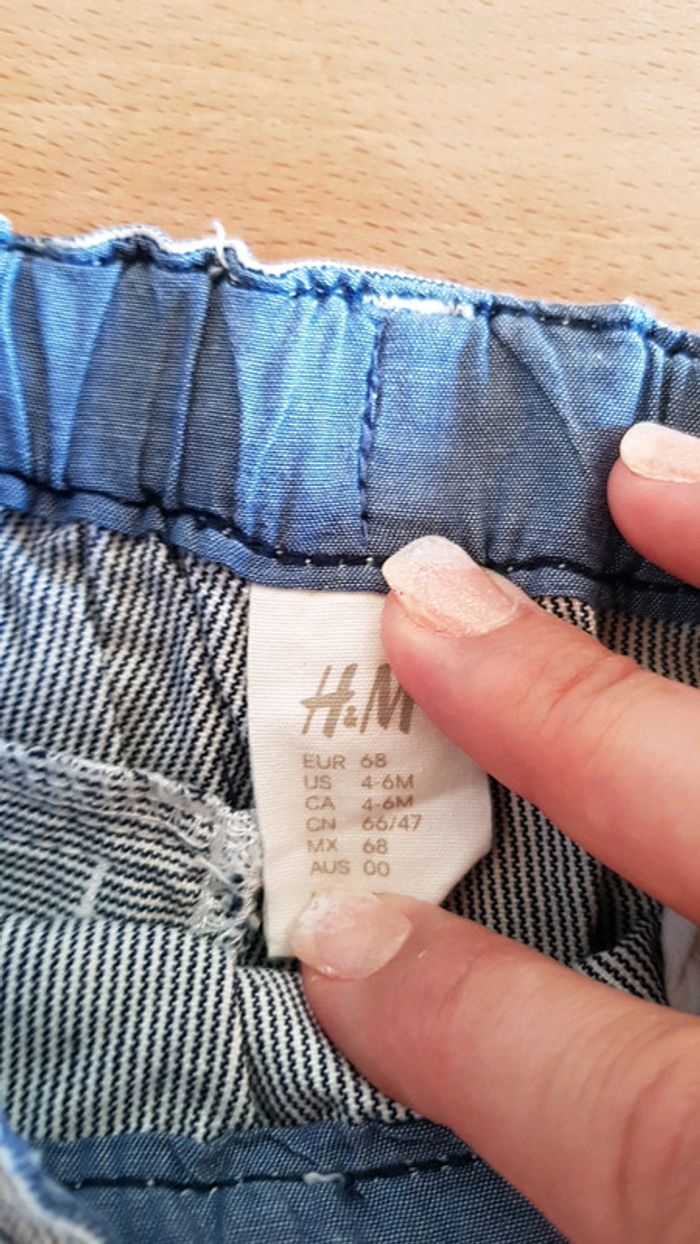 H&M
EUR 68
US 4-6M
CA 4-6M
CN 66/47
MX 68
AUS 00